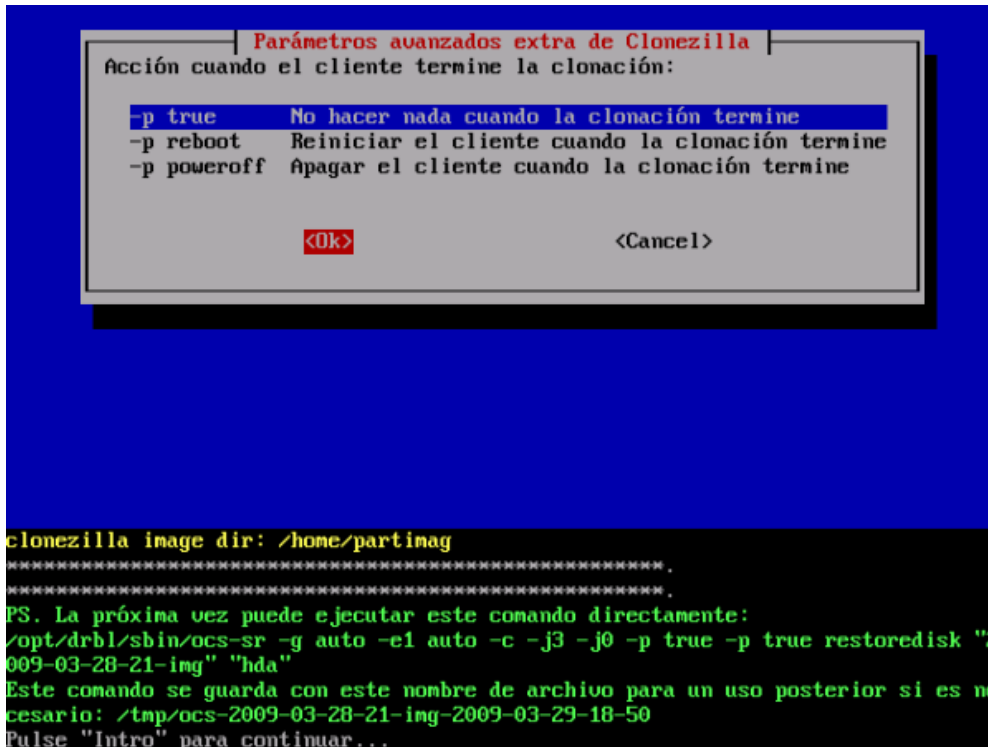 Parámetros avanzados extra de Clonezilla
Acción cuando el cliente termine la clonación:
-p true No hacer nada cuando la clonación termine
-p reboot Reiniciar el cliente cuando la clonación termine
-p poweroff Apagar el cliente cuando la clonación termine
<Ok> <Cancel>
clonezilla image dir: /home/partimag
*****************************************************.
*****************************************************.
PS. La próxima vez puede ejecutar este comando directamente:
/opt/drbl/sbin/ocs-sr -g auto -e1 auto -c -j3 -j0 -p true -p true restoredisk "2
009-03-28-21-img" "hda"
Este comando se guarda con este nombre de archivo para un uso posterior si es ne
cesario: /tmp/ocs-2009-03-28-21-img-2009-03-29-18-50
Pulse "Intro" para continuar...